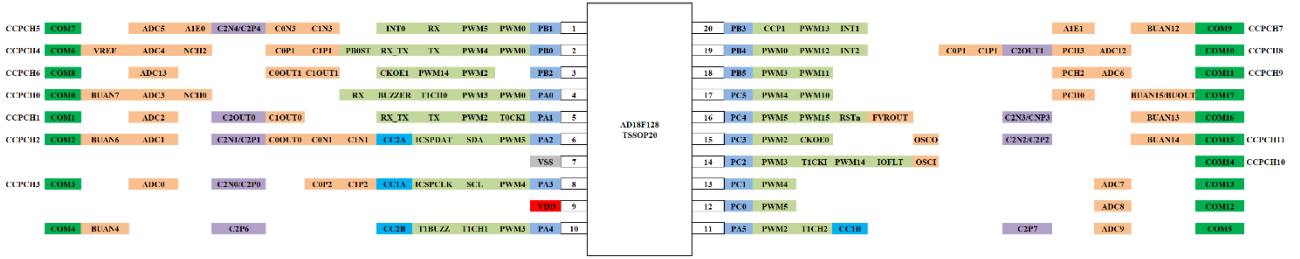 CCPCH5 COM7 ADC5 A1E0 C2N4/C2P4 C0N3 C1N3 INT0 RX PWM5 PWM0 PB1 1 20 PB3 CCP1 PWM13 INT1 A1E1 BUAN12 COM9 CCPCH7
CCPCH4 COM6 VREF ADC4 NCH2 C0P1 C1P1 PB0ST RX_TX TX PWM4 PWM0 PB0 2 19 PB4 PWM0 PWM12 INT2 C0P1 C1P1 C2OUT1 PCH3 ADC12 COM10 CCPCH8
CCPCH6 COM8 ADC13 C0OUT1 C1OUT1 CKOE1 PWM14 PWM2 PB2 3 18 PB5 PWM3 PWM11 PCH2 ADC6 COM11 CCPCH9
CCPCH0 COM0 BUAN7 ADC3 NCH0 RX BUZZER T1CH0 PWM3 PWM0 PA0 4 17 PC5 PWM4 PWM10 PCH0 BUAN15/BUOUT COM17
CCPCH1 COM1 ADC2 C2OUT0 C1OUT0 RX_TX TX PWM2 T0CKI PA1 5 16 PC4 PWM5 PWM15 RSTn FVROUT C2N3/CNP3 BUAN13 COM16
AD18F128
TSSOP20
CCPCH2 COM2 BUAN6 ADC1 C2N1/C2P1 C0OUT0 C0N1 C1N1 CC2A ICSPDAT SDA PWM5 PA2 6 15 PC3 PWM2 CKOE0 OSCO C2N2/C2P2 BUAN14 COM15 CCPCH11
VSS 7 14 PC2 PWM3 T1CKI PWM14 IOFLT OSCI COM14 CCPCH10
CCPCH3 COM3 ADC0 C2N0/C2P0 C0P2 C1P2 CC1A ICSPCLK SCL PWM4 PA3 8 13 PC1 PWM4 ADC7 COM13
VDD 9 12 PC0 PWM5 ADC8 COM12
COM4 BUAN4 C2P6 CC2B T1BUZZ T1CH1 PWM3 PA4 10 11 PA5 PWM2 T1CH2 CC1B C2P7 ADC9 COM5